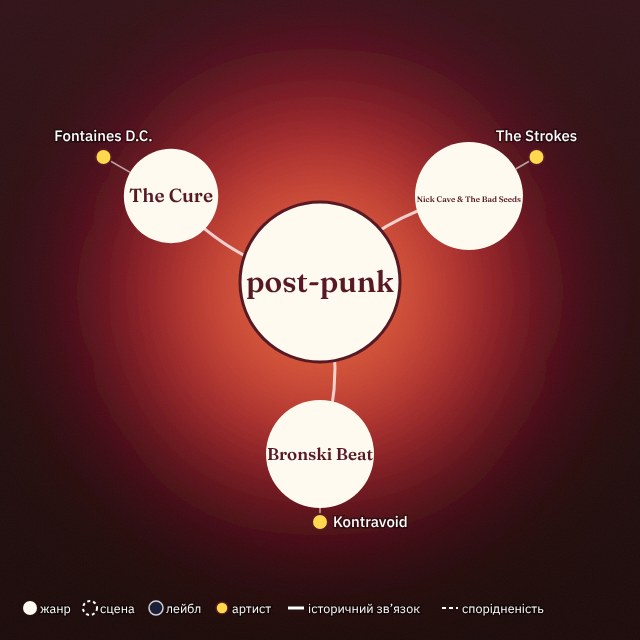 Fontaines D.C.
The Strokes
The Cure
Nick Cave & The Bad Seeds
post-punk
Bronski Beat
Kontravoid
жанр сцена лейбл артист історичний зв’язок спорідненість